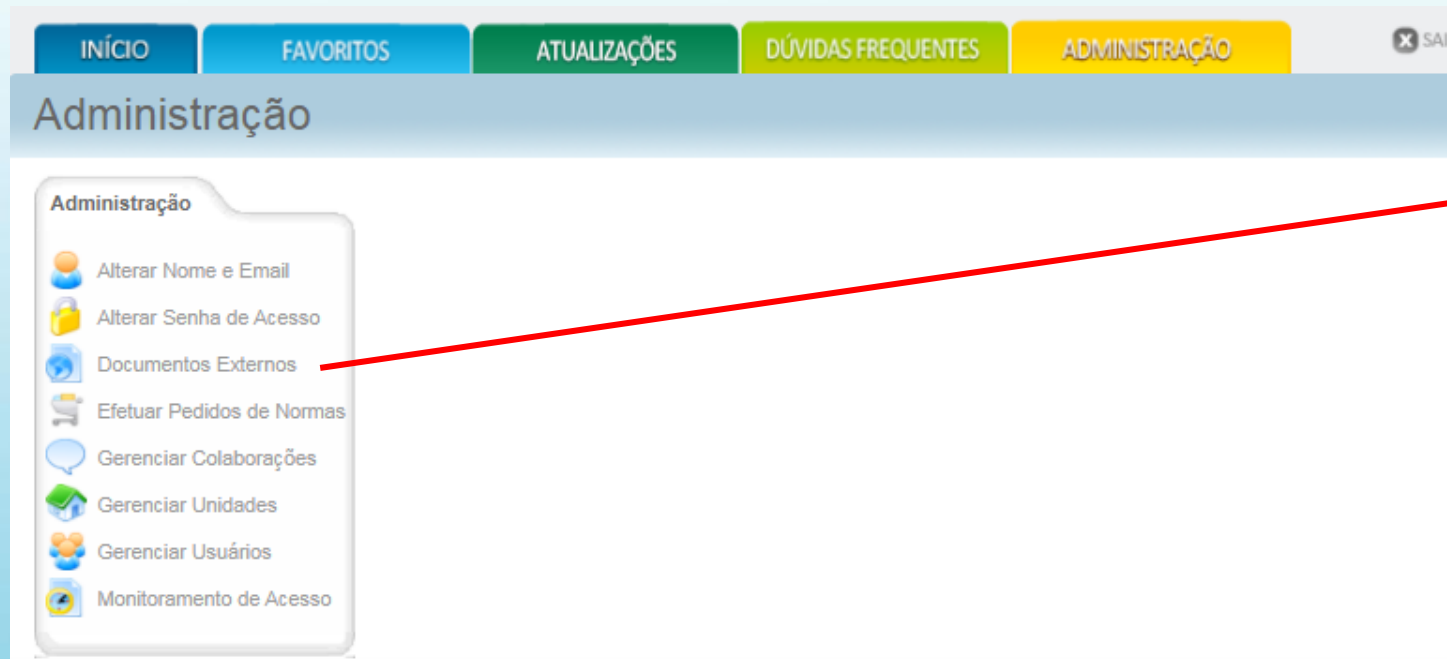 INÍCIO
FAVORITOS
ATUALIZAÇÕES
DÚVIDAS FREQUENTES
ADMINISTRAÇÃO
Administração
Administração
Alterar Nome e Email
Alterar Senha de Acesso
Documentos Externos
Efetuar Pedidos de Normas
Gerenciar Colaborações
Gerenciar Unidades
Gerenciar Usuários
Monitoramento de Acesso